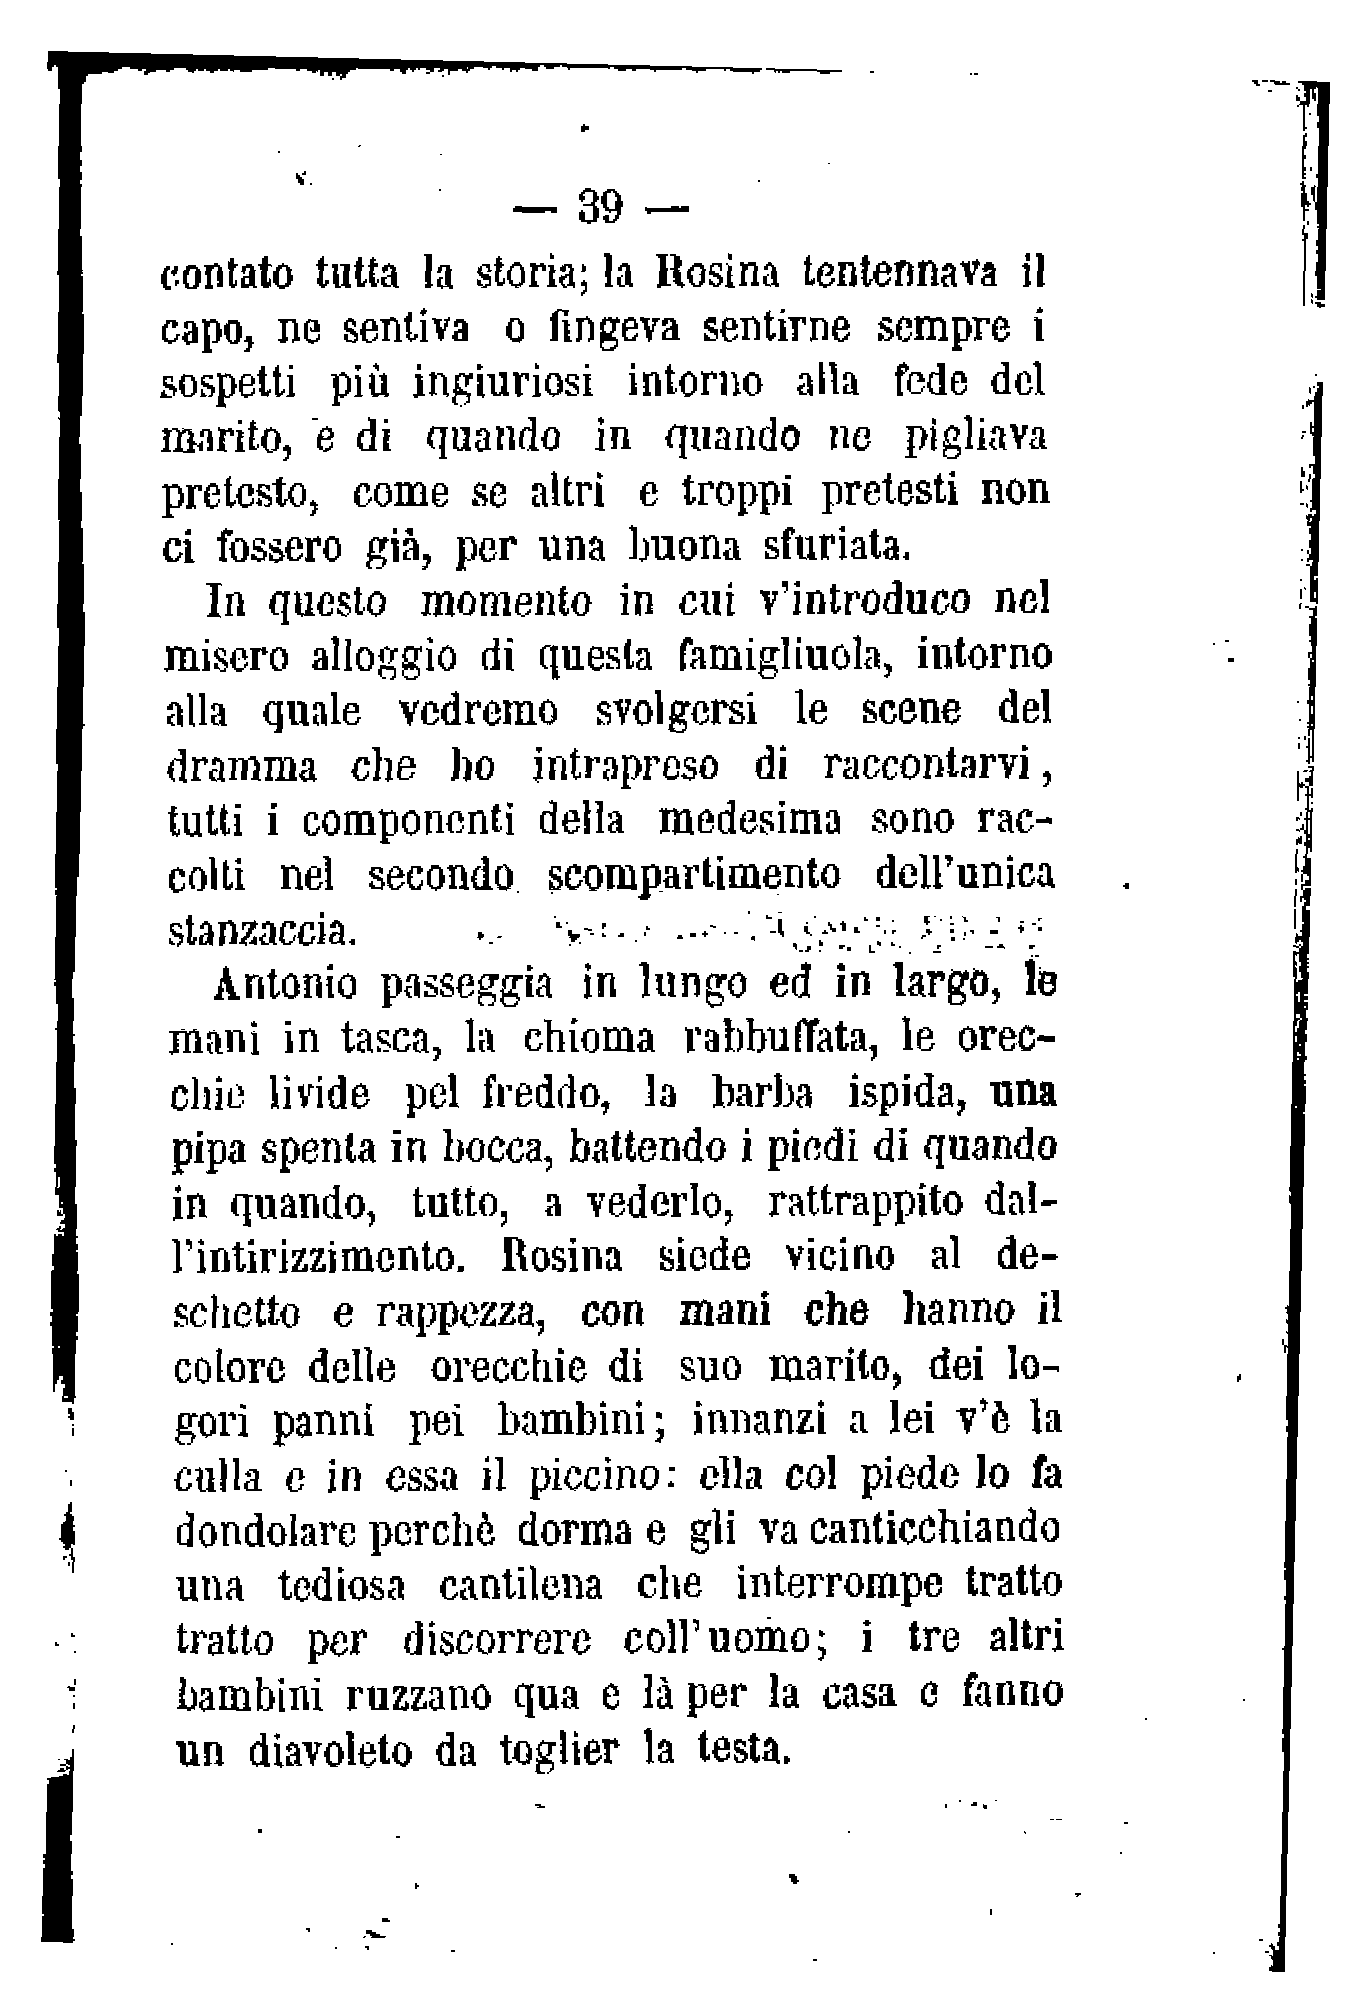 — 39 —
contato tutta la storia; la Rosina tentennava il
capo, ne sentiva o fingeva sentirne sempre i
sospetti più ingiuriosi intorno alla fede del
marito, e di quando in quando ne pigliava
pretesto, come se altri e troppi pretesti non
ci fossero già, per una buona sfuriata.
In questo momento in cui v'introduco nel
misero alloggio di questa famigliuola, intorno
alla quale vedremo svolgersi le scene del
dramma che ho intrapreso di raccontarvi,
tutti i componenti della medesima sono rac-
colti nel secondo scompartimento dell'unica
stanzaccia.
Antonio passeggia in lungo ed in largo, le
mani in tasca, la chioma rabbuffata, le orec-
chie livide pel freddo, la barba ispida, una
pipa spenta in bocca, battendo i piedi di quando
in quando, tutto, a vederlo, rattrappito dal-
l'intirizzimento. Rosina siede vicino al de-
schetto e rappezza, con mani che hanno il
colore delle orecchie di suo marito, dei lo-
gori panni pei bambini; innanzi a lei v'è la
culla e in essa il piccino: ella col piede lo fa
dondolare perchè dorma e gli va canticchiando
una tediosa cantilena che interrompe tratto
tratto per discorrere coll'uomo; i tre altri
bambini ruzzano qua e là per la casa e fanno
un diavoleto da toglier la testa.